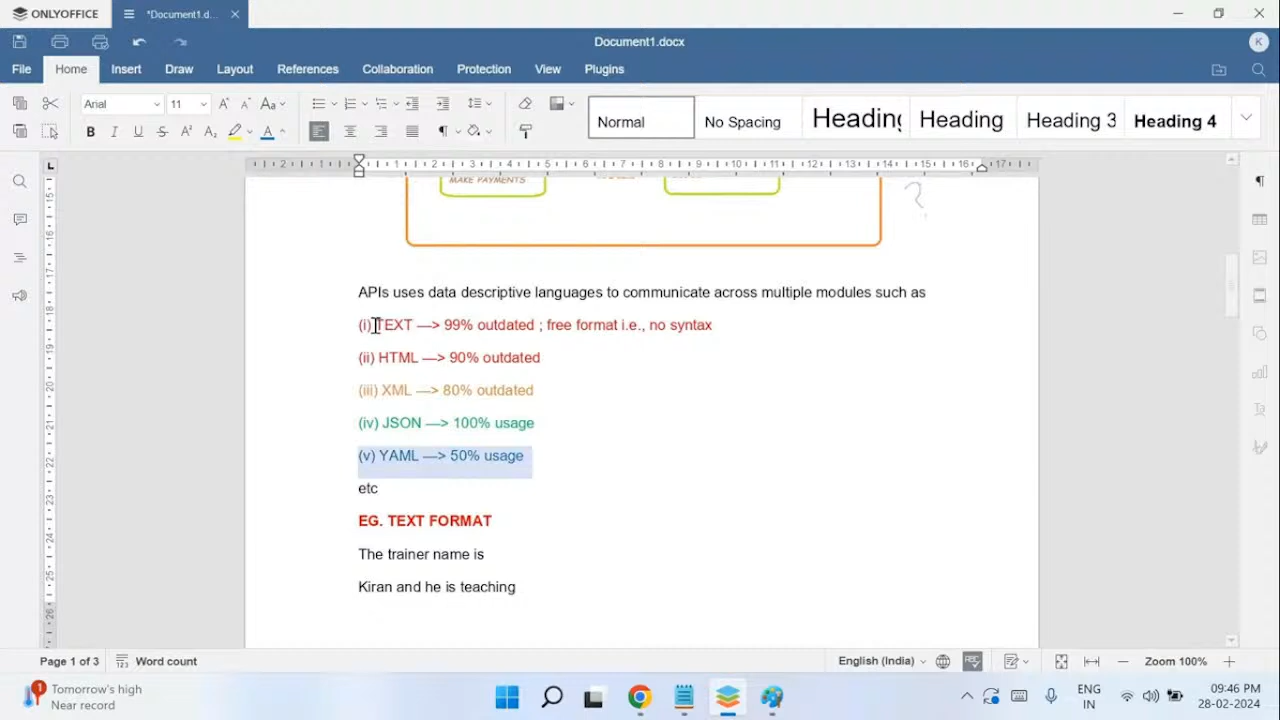 ONLYOFFICE
*Document1.d...
Document1.docx
K
File Home Insert Draw Layout References Collaboration Protection View Plugins
Arial 11
Normal No Spacing Heading Heading Heading 3 Heading 4
MAKE PAYMENTS
APIs uses data descriptive languages to communicate across multiple modules such as
(i) TEXT —> 99% outdated ; free format i.e., no syntax
(ii) HTML —> 90% outdated
(iii) XML —> 80% outdated
(iv) JSON —> 100% usage
(v) YAML —> 50% usage
etc
EG. TEXT FORMAT
The trainer name is
Kiran and he is teaching
Page 1 of 3 Word count English (India) Zoom 100%
1 Tomorrow's high
Near record
ENG
IN
09:46 PM
28-02-2024